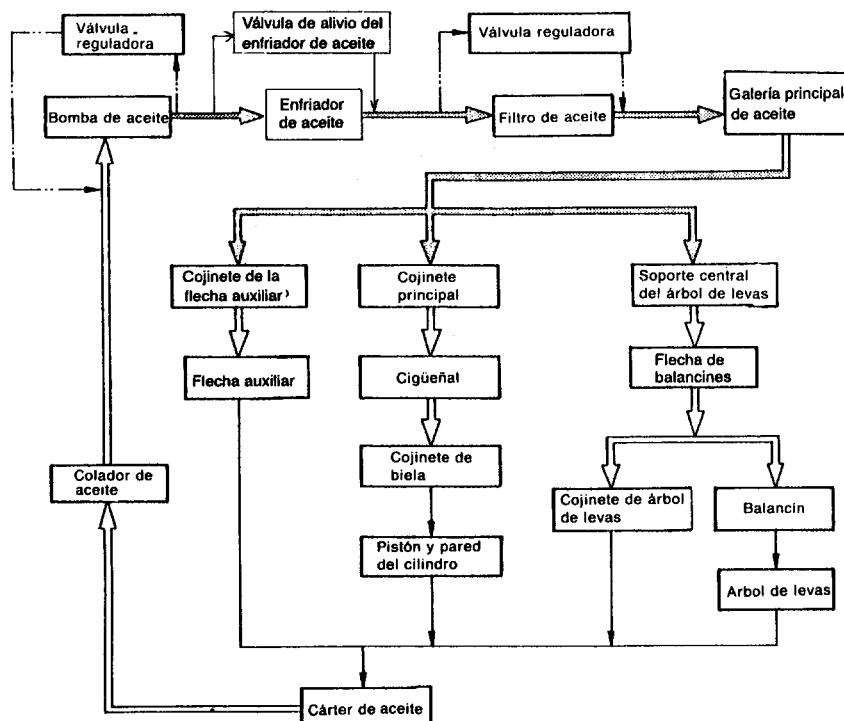 Válvula
reguladora
Válvula de alivio del
enfriador de aceite
Válvula reguladora
Bomba de aceite
Enfriador
de aceite
Filtro de aceite
Galería principal
de aceite
Cojinete de la
flecha auxiliar)
Cojinete
principal
Soporte central
del árbol de levas
Flecha auxiliar
Cigüeñal
Flecha de
balancines
Colador de
aceite
Cojinete de
biela
Cojinete de árbol
de levas
Balancín
Pistón y pared
del cilindro
Arbol de levas
Cárter de aceite